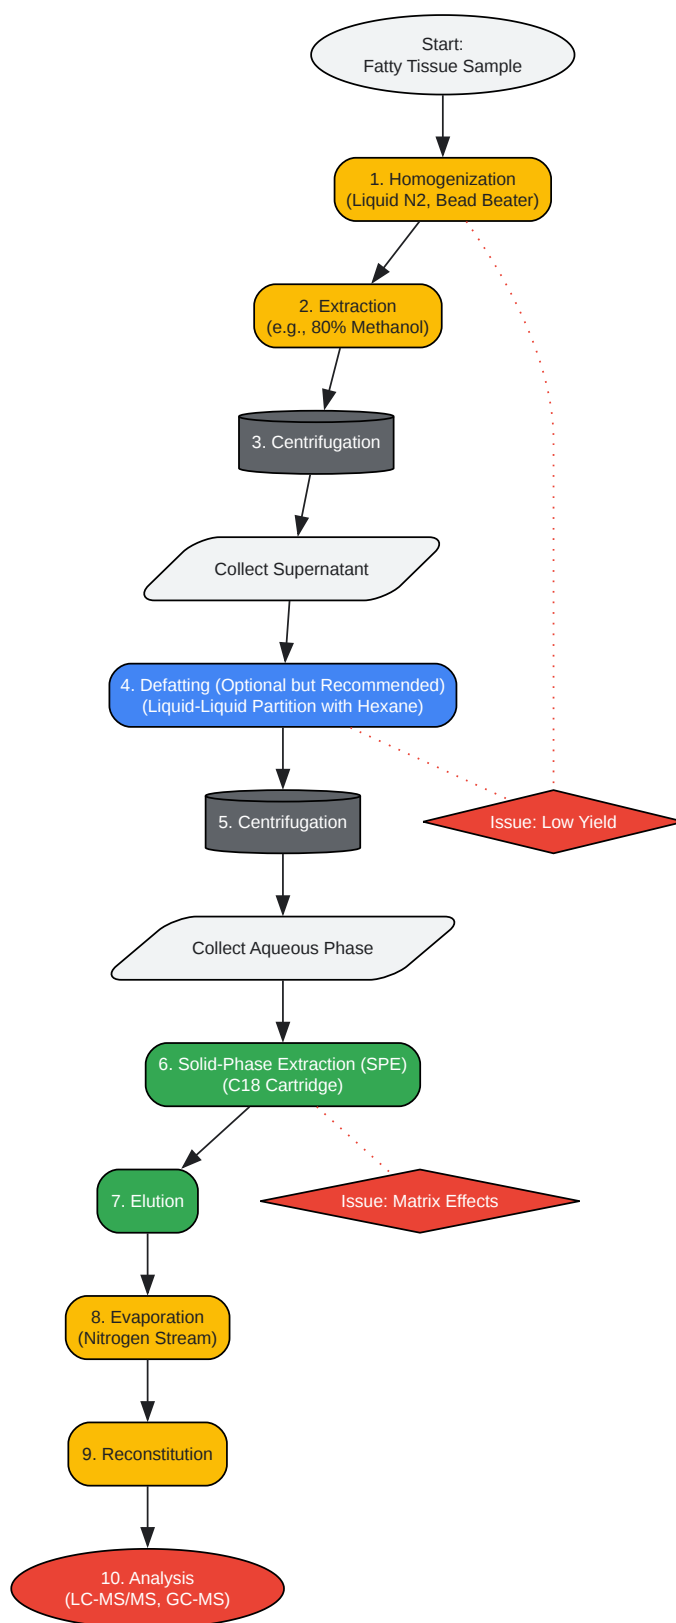 Start:
Fatty Tissue Sample
1. Homogenization
(Liquid N2, Bead Beater)
2. Extraction
(e.g., 80% Methanol)
3. Centrifugation
Collect Supernatant
4. Defatting (Optional but Recommended)
(Liquid-Liquid Partition with Hexane)
5. Centrifugation
Issue: Low Yield
Collect Aqueous Phase
6. Solid-Phase Extraction (SPE)
(C18 Cartridge)
7. Elution
Issue: Matrix Effects
8. Evaporation
(Nitrogen Stream)
9. Reconstitution
10. Analysis
(LC-MS/MS, GC-MS)